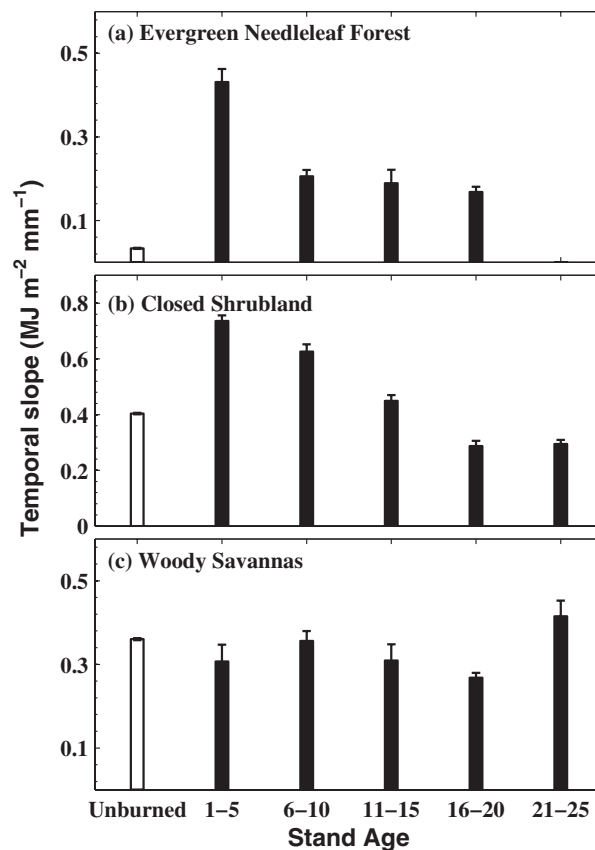 (a) Evergreen Needleleaf Forest
0.5
0.3
0.1
Temporal slope (MJ m⁻² mm⁻¹)
(b) Closed Shrubland
0.8
0.6
0.4
0.2
0
(c) Woody Savannas
0.5
0.3
0.1
Unburned 1−5 6−10 11−15 16−20 21−25
Stand Age